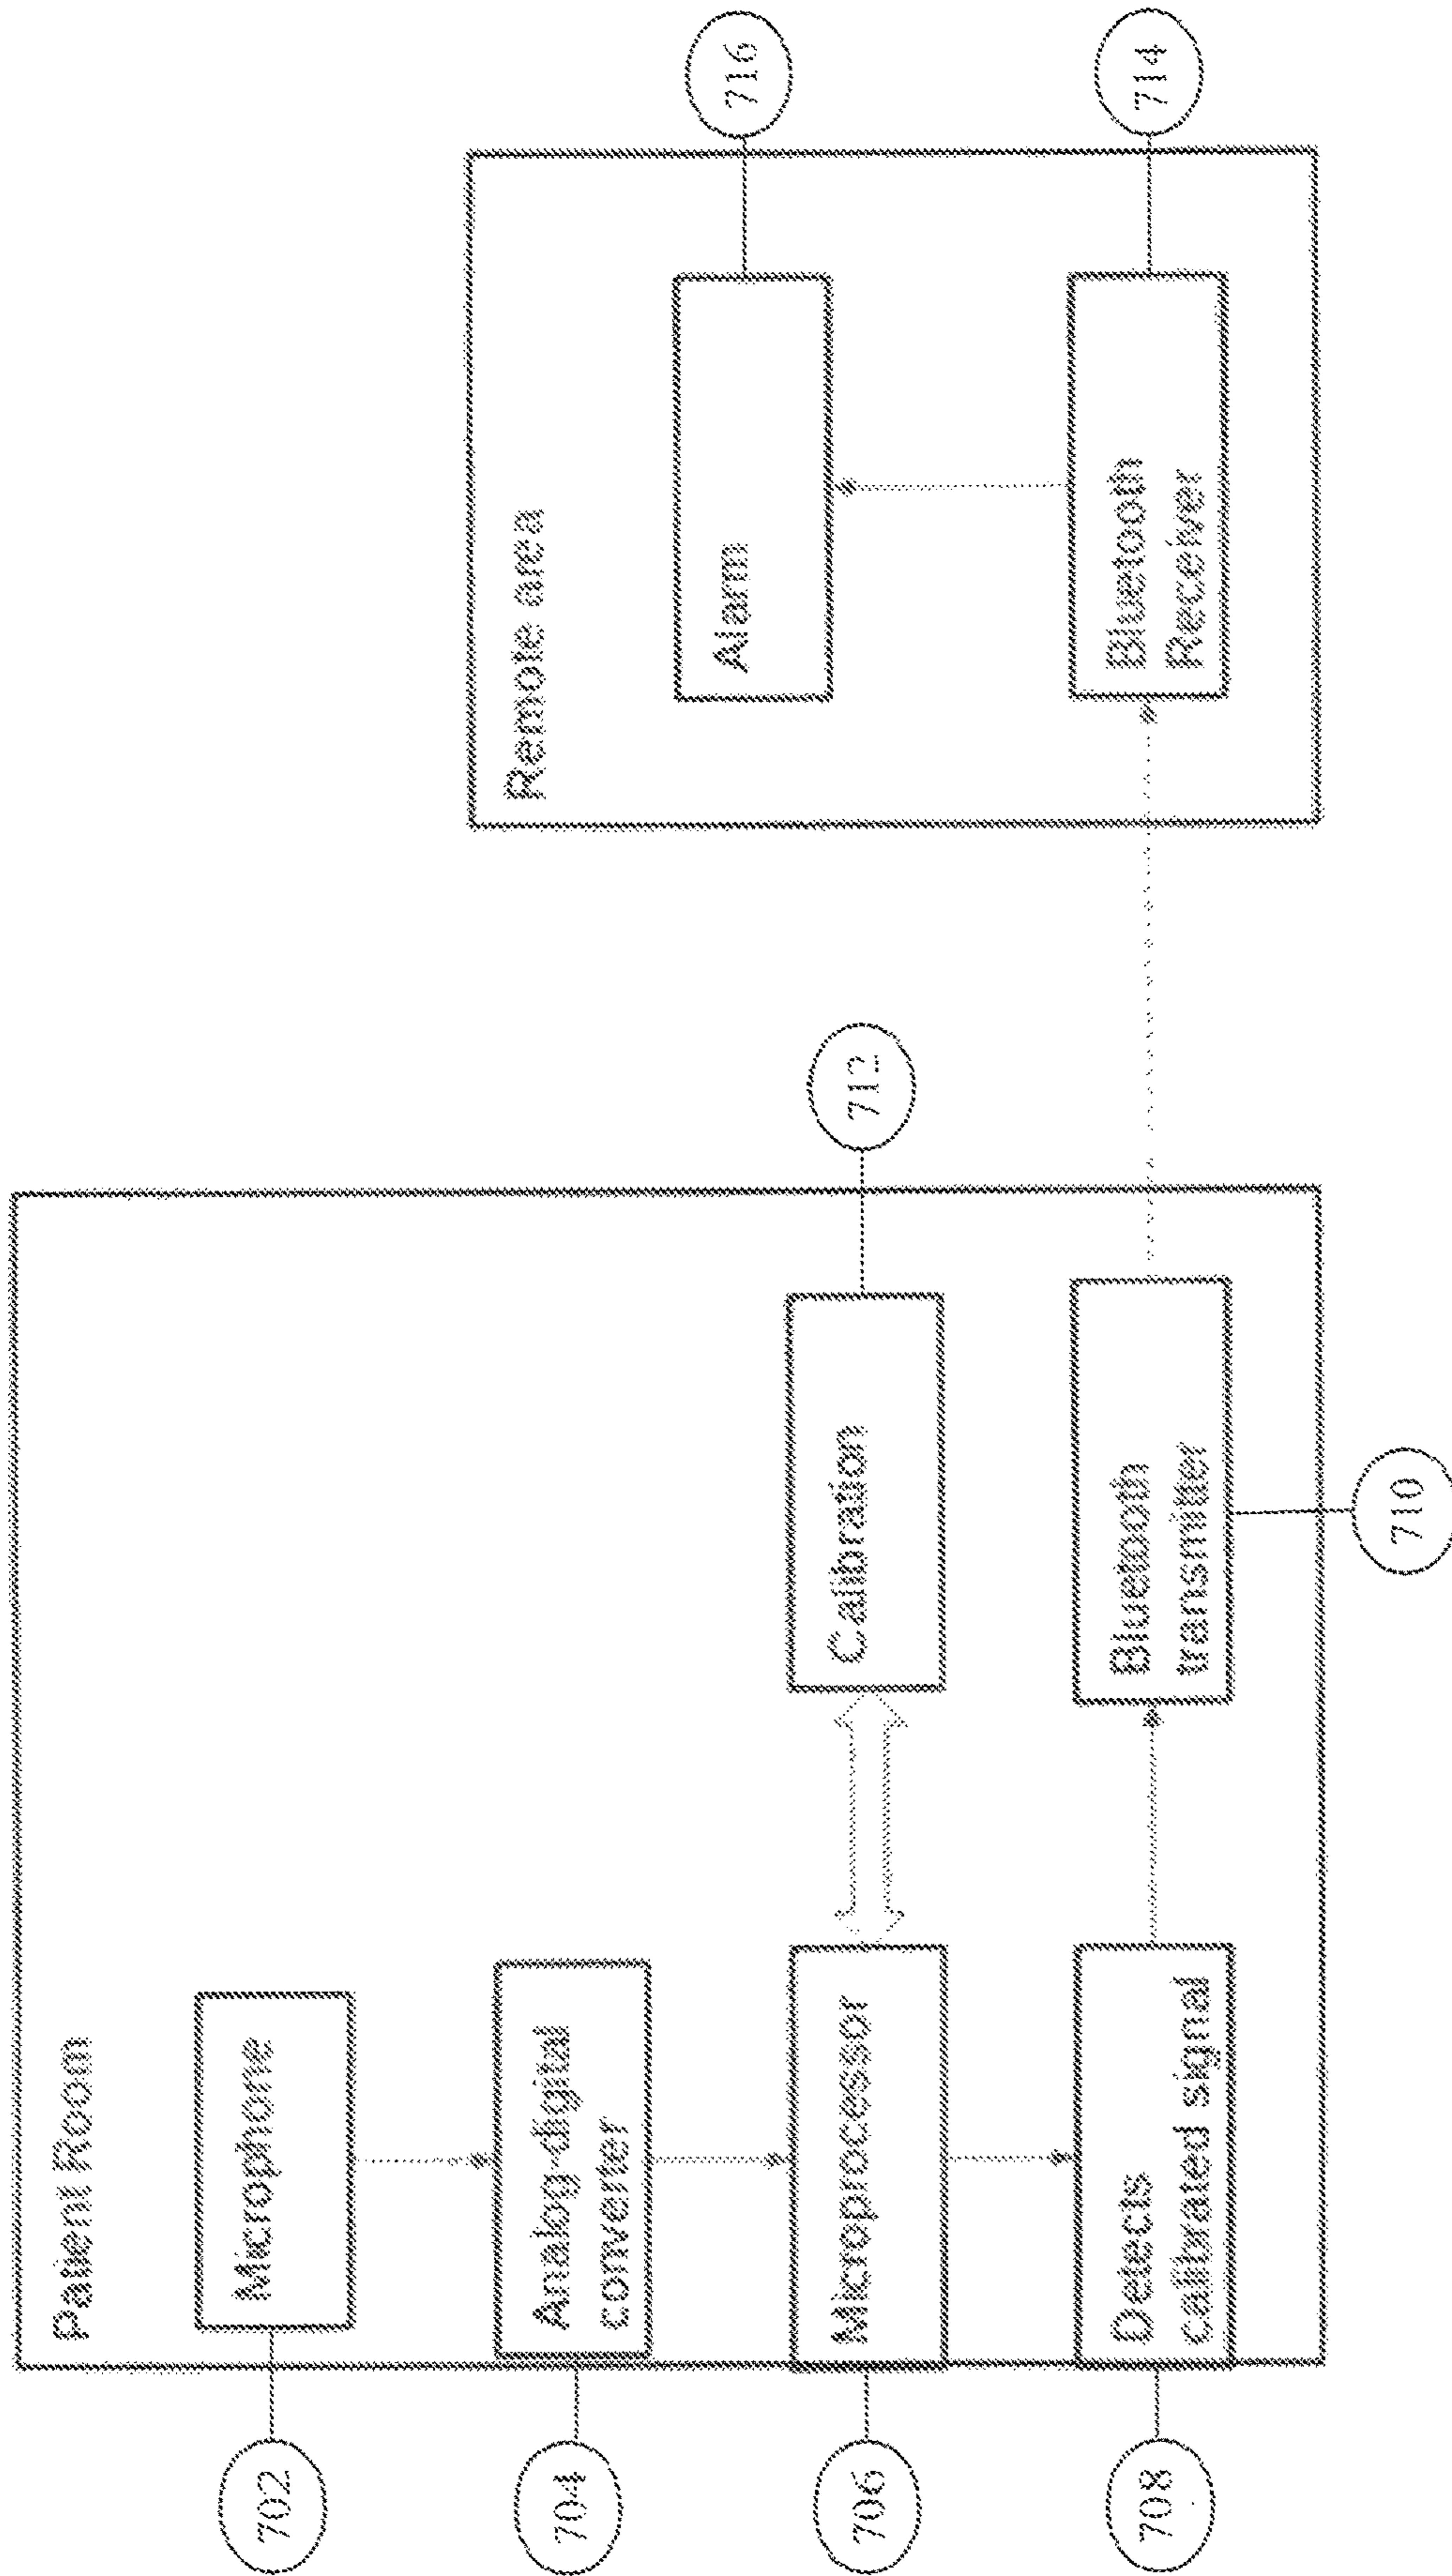 Patient Room
Microphone
702
Analog-digital
converter
704
Microprocessor
706
Calibration
712
Detects
calibrated signal
708
Bluetooth
transmitter
710
Remote area
Alarm
716
Bluetooth
Receiver
714